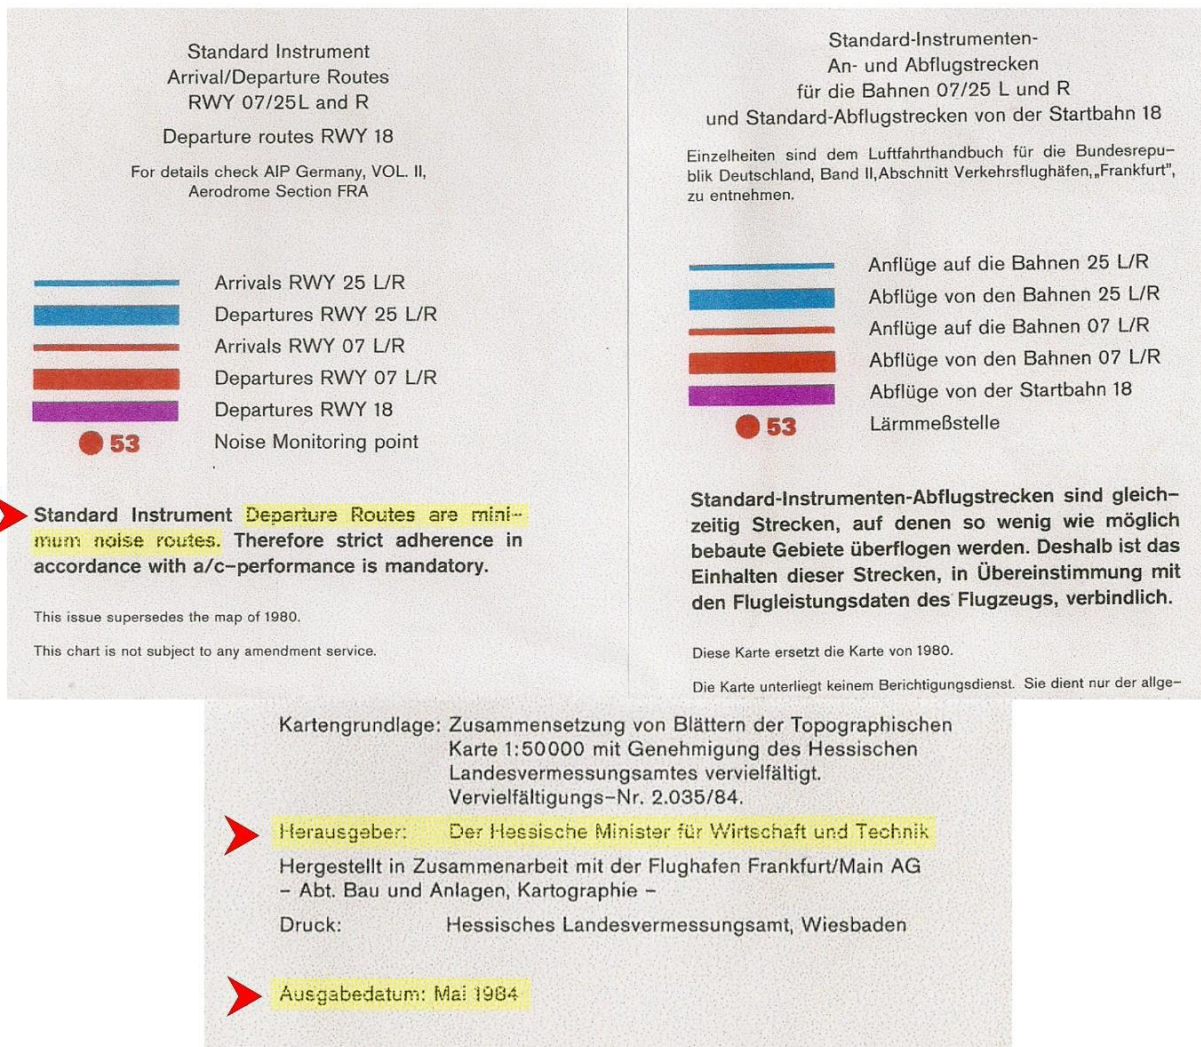 Standard Instrument
Arrival/Departure Routes
RWY 07/25 L and R
Departure routes RWY 18
For details check AIP Germany, VOL. II,
Aerodrome Section FRA
Arrivals RWY 25 L/R
Departures RWY 25 L/R
Arrivals RWY 07 L/R
Departures RWY 07 L/R
Departures RWY 18
53 Noise Monitoring point
Standard Instrument Departure Routes are mini-
mum noise routes. Therefore strict adherence in
accordance with a/c-performance is mandatory.
This issue supersedes the map of 1980.
This chart is not subject to any amendment service.
Standard-Instrumenten-
An- und Abflugstrecken
für die Bahnen 07/25 L und R
und Standard-Abflugstrecken von der Startbahn 18
Einzelheiten sind dem Luftfahrthandbuch für die Bundesrepu-
blik Deutschland, Band II, Abschnitt Verkehrsflughäfen, „Frankfurt",
zu entnehmen.
Anflüge auf die Bahnen 25 L/R
Abflüge von den Bahnen 25 L/R
Anflüge auf die Bahnen 07 L/R
Abflüge von den Bahnen 07 L/R
Abflüge von der Startbahn 18
53 Lärmmeßstelle
Standard-Instrumenten-Abflugstrecken sind gleich-
zeitig Strecken, auf denen so wenig wie möglich
bebaute Gebiete überflogen werden. Deshalb ist das
Einhalten dieser Strecken, in Übereinstimmung mit
den Flugleistungsdaten des Flugzeugs, verbindlich.
Diese Karte ersetzt die Karte von 1980.
Die Karte unterliegt keinem Berichtigungsdienst. Sie dient nur der allge-
Kartengrundlage: Zusammensetzung von Blättern der Topographischen
Karte 1:50000 mit Genehmigung des Hessischen
Landesvermessungsamtes vervielfältigt.
Vervielfältigungs-Nr. 2.035/84.
Herausgeber: Der Hessische Minister für Wirtschaft und Technik
Hergestellt in Zusammenarbeit mit der Flughafen Frankfurt/Main AG
– Abt. Bau und Anlagen, Kartographie –
Druck: Hessisches Landesvermessungsamt, Wiesbaden
Ausgabedatum: Mai 1984